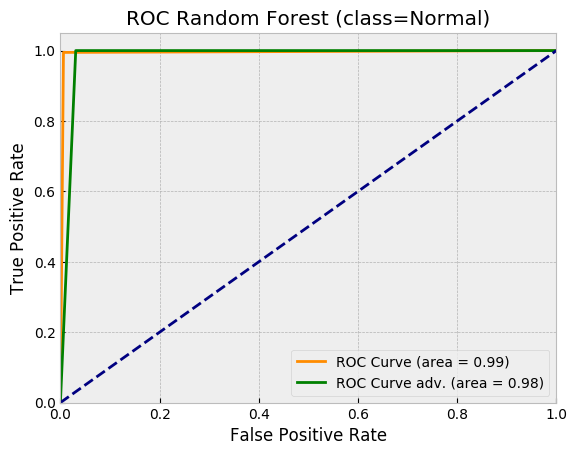 ROC Random Forest (class=Normal)
True Positive Rate
1.0
0.8
0.6
0.4
0.2
0.0
ROC Curve (area = 0.99)
ROC Curve adv. (area = 0.98)
0.0 0.2 0.4 0.6 0.8 1.0
False Positive Rate